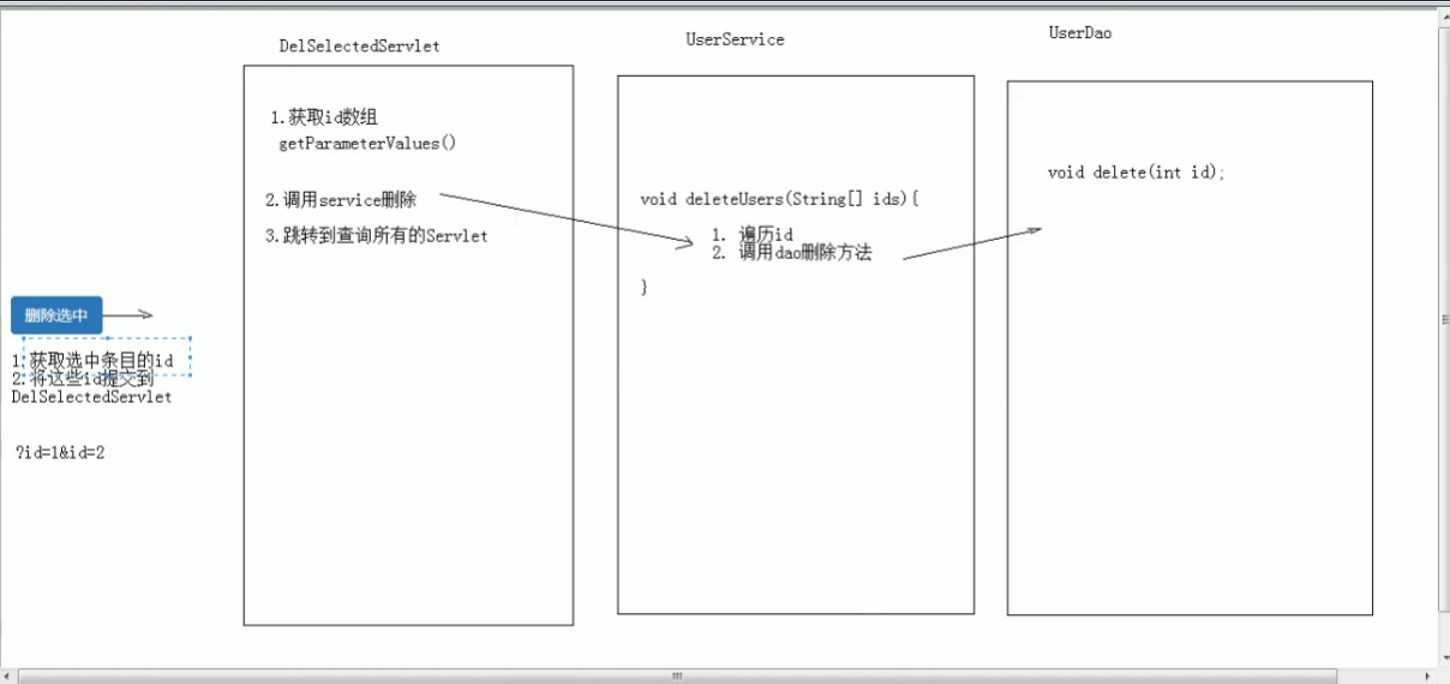 DelSelectedServlet
1.获取id数组
getParameterValues()
2.调用service删除
3.跳转到查询所有的Servlet
UserService
void deleteUsers(String[] ids){
1. 遍历id
2. 调用dao删除方法
}
UserDao
void delete(int id);
删除选中
1.获取选中条目的id
2.将这些id提交到
DelSelectedServlet
?id=1&id=2